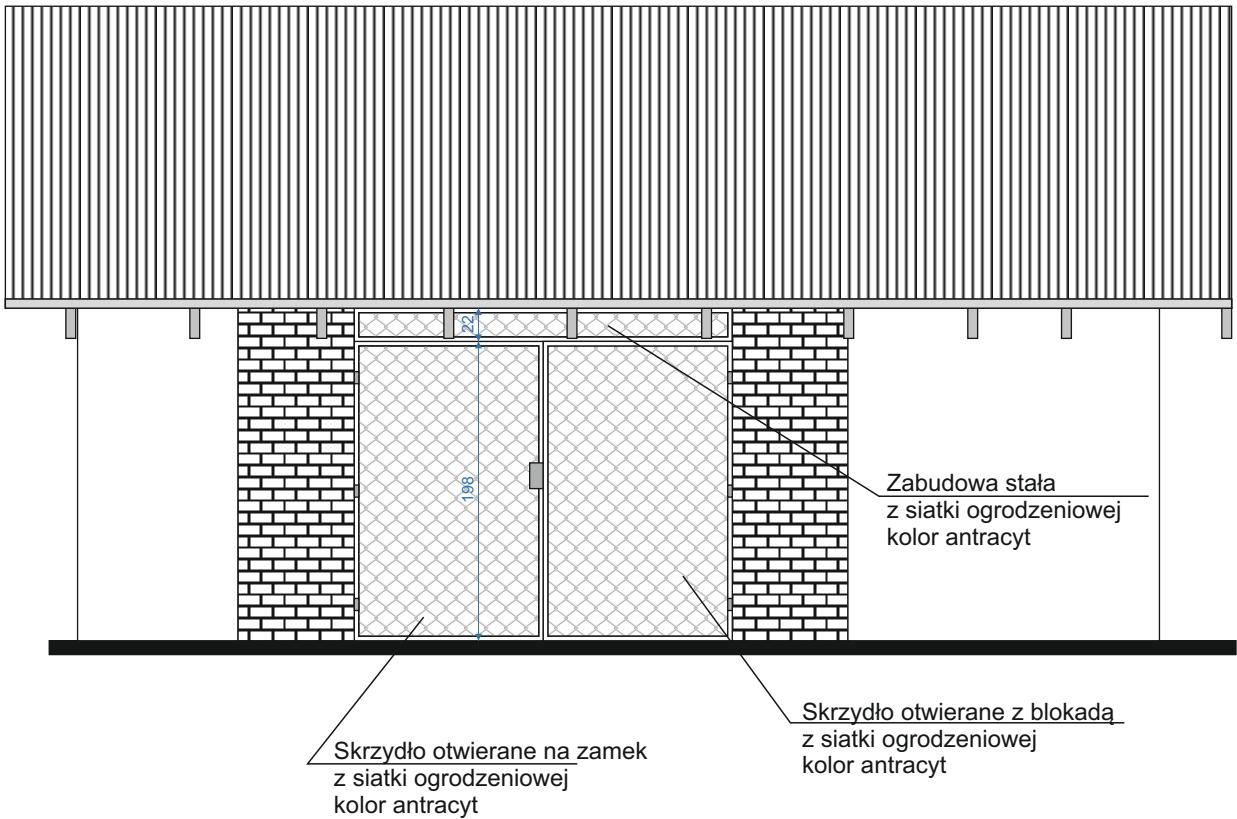 22
198
Zabudowa stała
z siatki ogrodzeniowej
kolor antracyt
Skrzydło otwierane z blokadą
z siatki ogrodzeniowej
kolor antracyt
Skrzydło otwierane na zamek
z siatki ogrodzeniowej
kolor antracyt